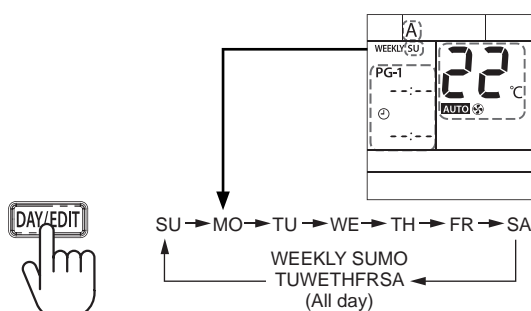 A
WEEKLY SU
PG-1
22 °C
--:--
AUTO
--:--
DAY/EDIT
SU MO TU WE TH FR SA
WEEKLY SUMO
TUWETHFRSA
(All day)